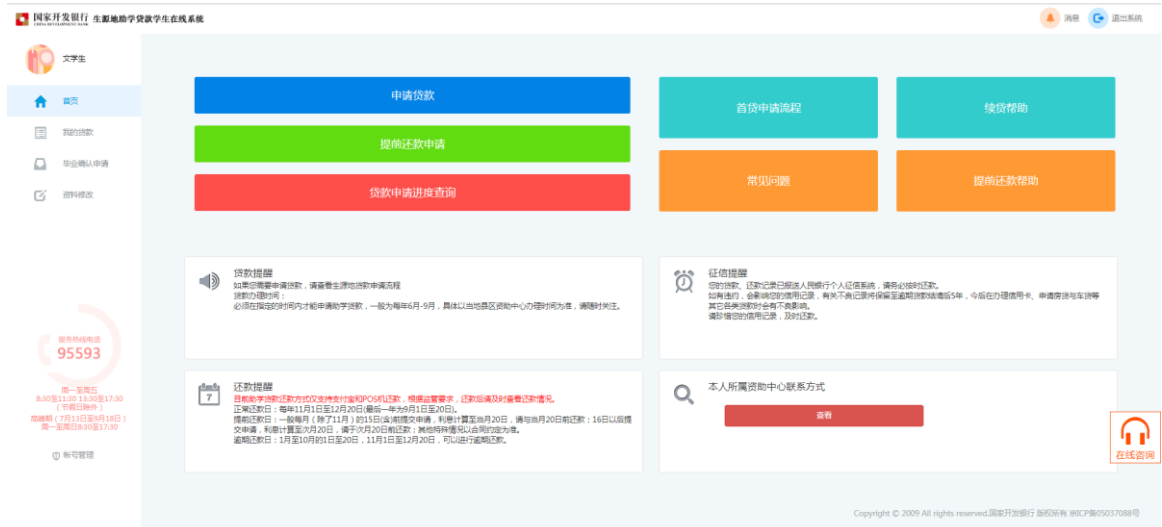 国家开发银行 生源地助学贷款学生在线系统
CHINA DEVELOPMENT BANK
消息 退出系统
文学生
首页
我的贷款
毕业确认申请
资料修改
服务热线电话
95593
周一至周五
8:30至11:30 13:30至17:30
(节假日除外)
高峰期(7月13日至9月18日)
周一至周日8:30至17:30
帐号管理
申请贷款
提前还款申请
贷款申请进度查询
首贷申请流程
续贷帮助
常见问题
提前还款帮助
贷款提醒
如果您需要申请贷款,请查看生源地贷款申请流程
贷款办理时间:
必须在指定的时间内才能申请助学贷款,一般为每年6月-9月,具体以当地县区资助中心办理时间为准,请随时关注。
征信提醒
您的贷款、还款记录已报送人民银行个人征信系统,请务必按时还款。
如有违约,会影响您的信用记录,有关不良记录将保留至逾期贷款结清后5年,今后在办理信用卡、申请房贷与车贷等
其它各类贷款时会有不良影响。
请珍惜您的信用记录,及时还款。
7
还款提醒
目前助学贷款还款方式仅支持支付宝和POS机还款,根据监管要求,还款后请及时查看还款情况。
正常还款日:每年11月1日至12月20日(最后一年为9月1日至20日)。
提前还款日:一般每月(除了11月)的15日(含)前提交申请,利息计算至当月20日,请与当月20日前还款;16日以后提
交申请,利息计算至次月20日,请于次月20日前还款;其他特殊情况以合同约定为准。
逾期还款日:1月至10月的1日至20日,11月1日至12月20日,可以进行逾期还款。
本人所属资助中心联系方式
查看
在线咨询
Copyright © 2009 All rights reserved.国家开发银行 版权所有 京ICP备05037088号